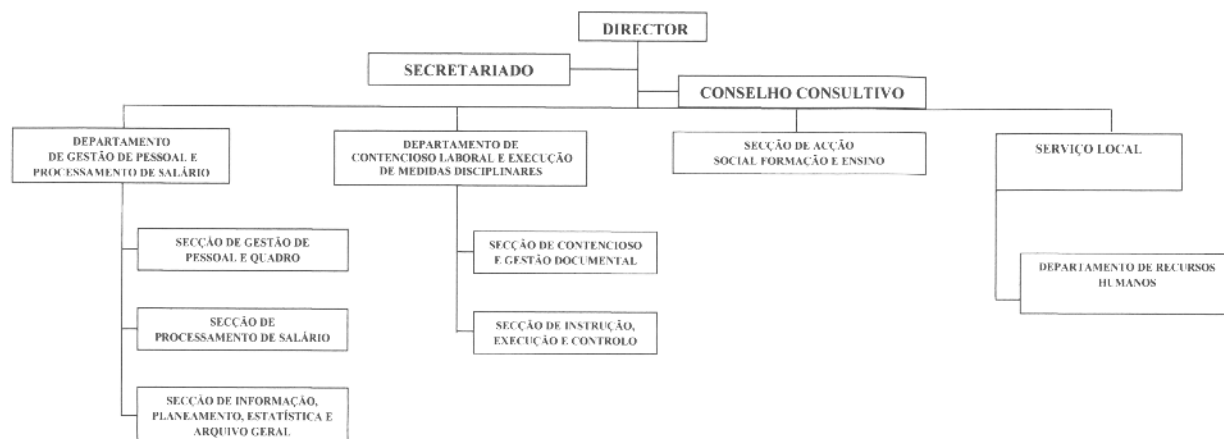 DIRECTOR
SECRETARIADO
CONSELHO CONSULTIVO
DEPARTAMENTO
DE GESTÃO DE PESSOAL E
PROCESSAMENTO DE SALÁRIO
DEPARTAMENTO DE
CONTENCIOSO LABORAL E EXECUÇÃO
DE MEDIDAS DISCIPLINARES
SECÇÃO DE ACÇÃO
SOCIAL FORMAÇÃO E ENSINO
SERVIÇO LOCAL
SECÇÃO DE GESTÃO DE
PESSOAL E QUADRO
SECÇÃO DE CONTENCIOSO
E GESTÃO DOCUMENTAL
DEPARTAMENTO DE RECURSOS
HUMANOS
SECÇÃO DE
PROCESSAMENTO DE SALÁRIO
SECÇÃO DE INSTRUÇÃO,
EXECUÇÃO E CONTROLO
SECÇÃO DE INFORMAÇÃO,
PLANEAMENTO, ESTATÍSTICA E
ARQUIVO GERAL